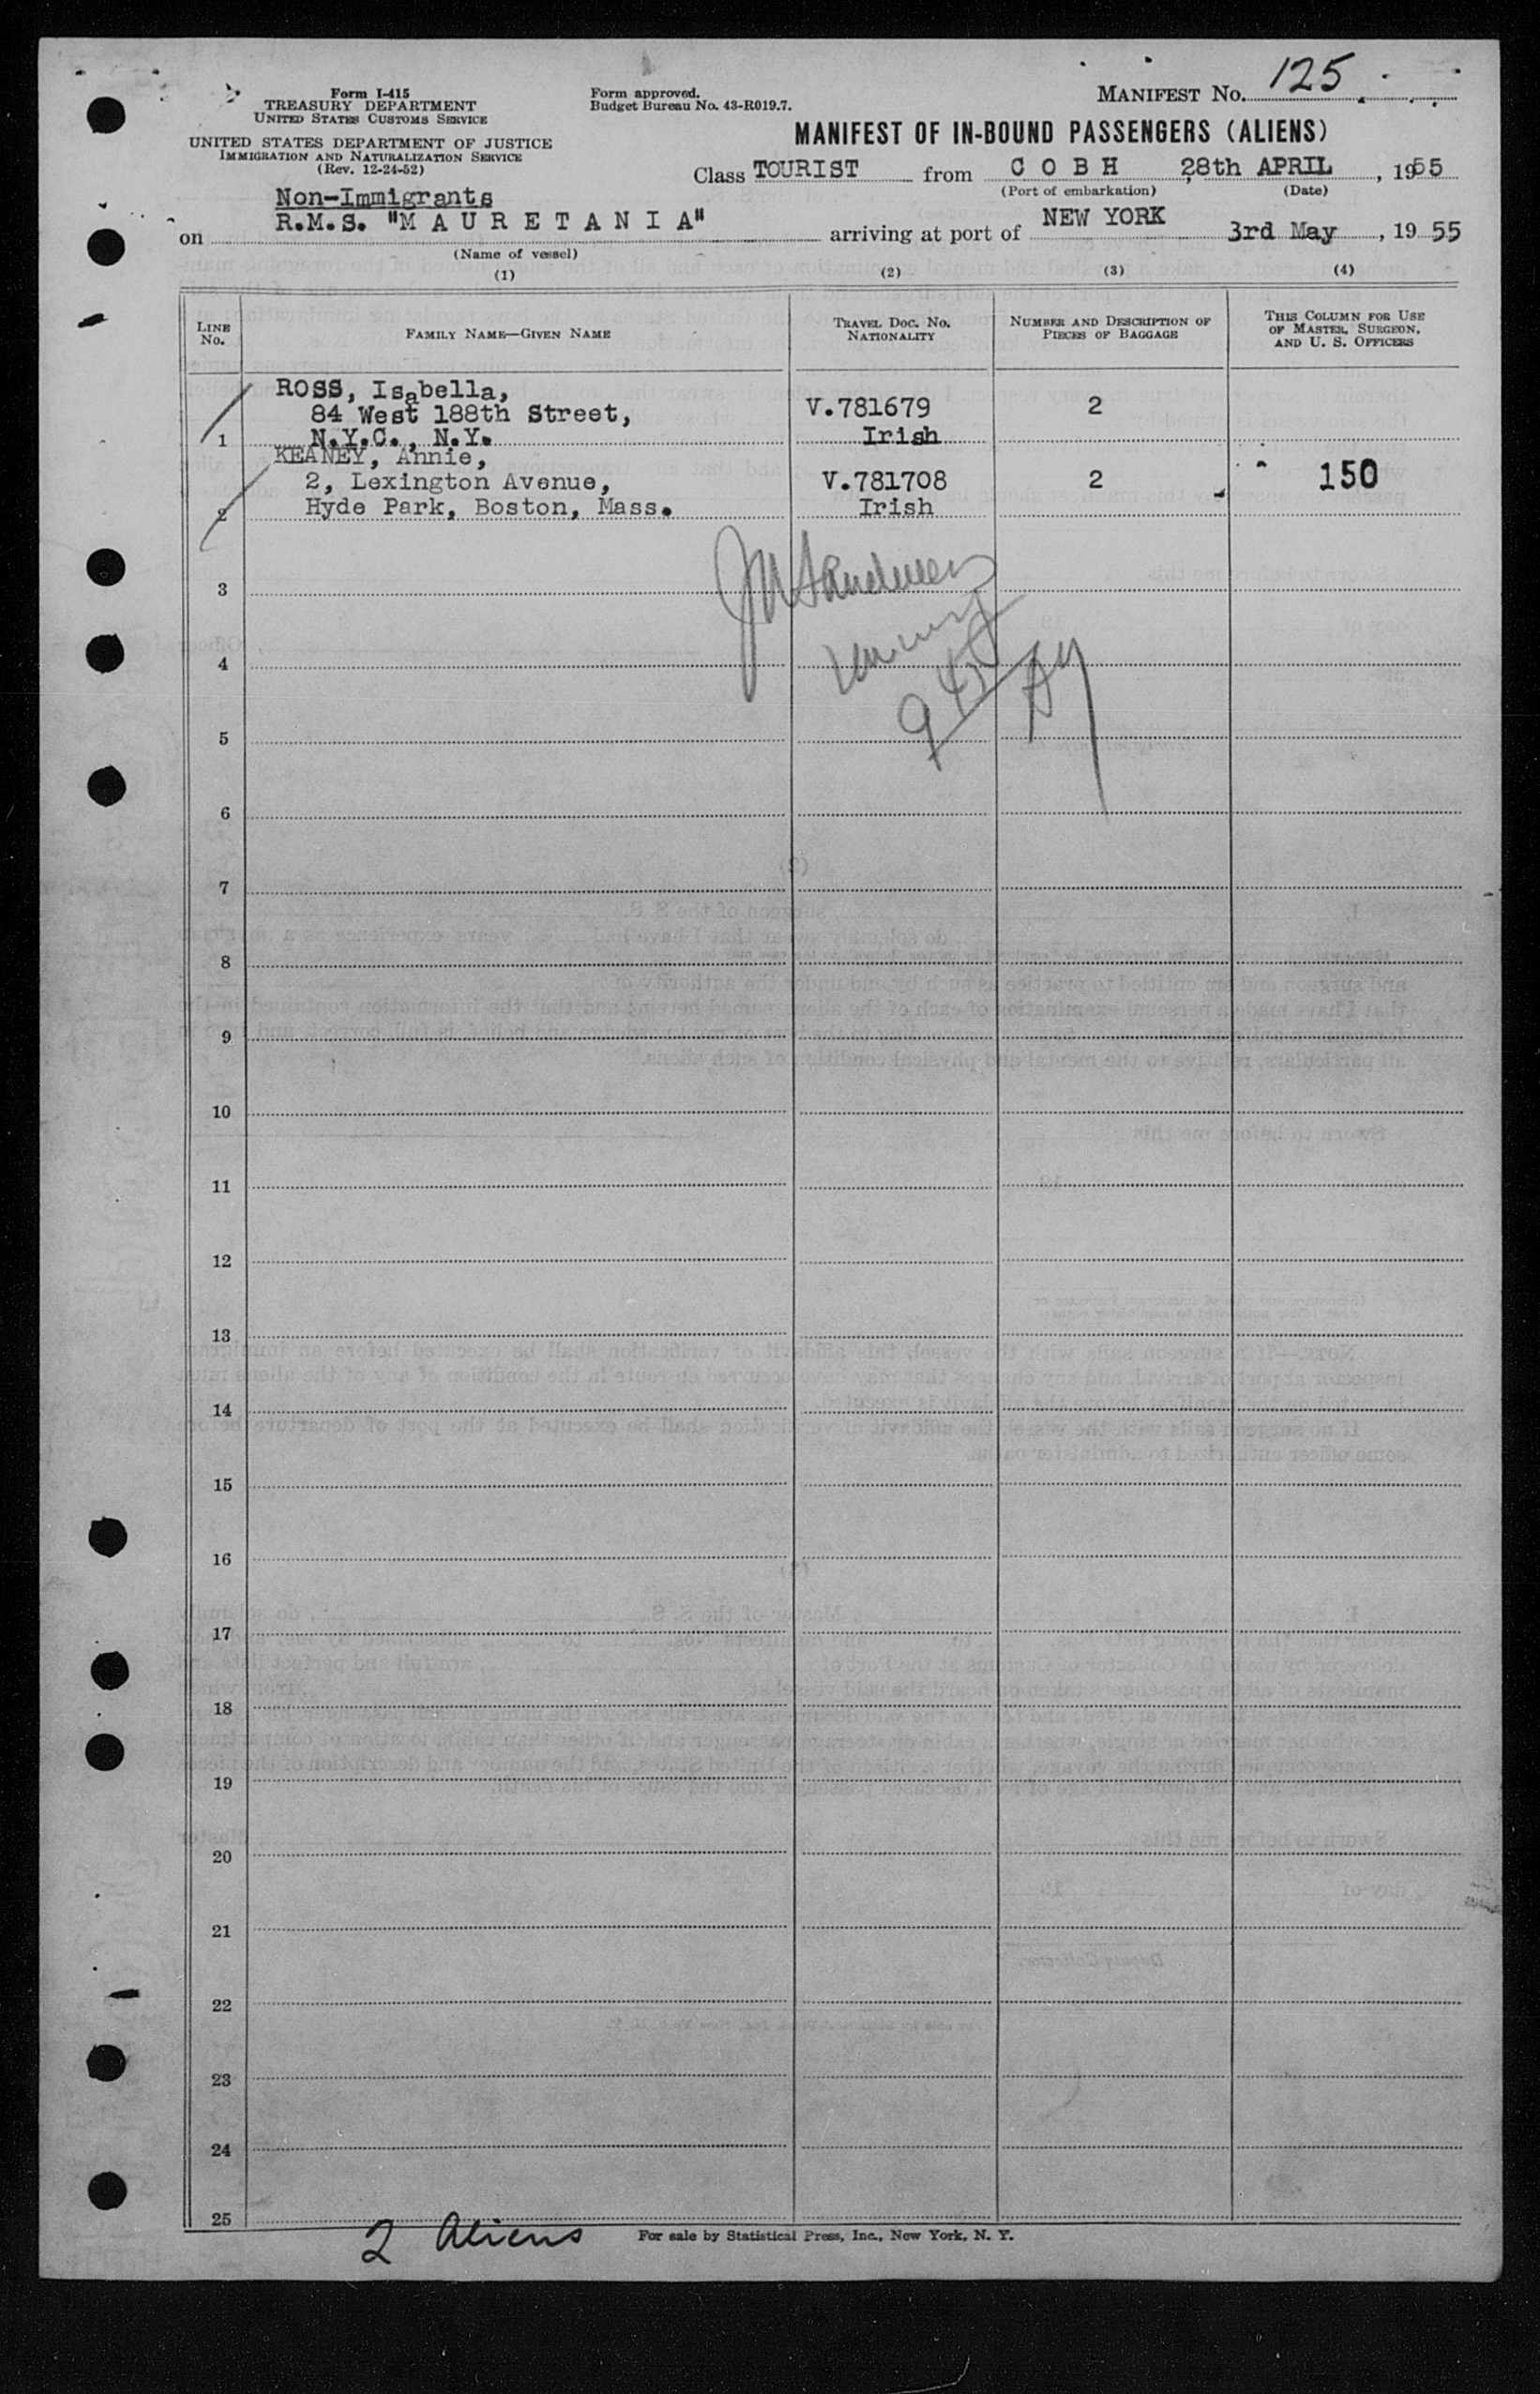 Form I-415
TREASURY DEPARTMENT
UNITED STATES CUSTOMS SERVICE
UNITED STATES DEPARTMENT OF JUSTICE
IMMIGRATION AND NATURALIZATION SERVICE
(Rev. 12-24-52)
Form approved.
Budget Bureau No. 43-R019.7.
MANIFEST NO. 125
MANIFEST OF IN-BOUND PASSENGERS (ALIENS)
Class TOURIST from C O B H , 28th APRIL , 1955
(Port of embarkation) (Date)
Non-Immigrants
on R.M.S. "M A U R E T A N I A" arriving at port of NEW YORK 3rd May , 19 55
(Name of vessel)
(1) (2) (3) (4)
LINE NO.
FAMILY NAME—GIVEN NAME
TRAVEL DOC. NO. NATIONALITY
NUMBER AND DESCRIPTION OF PIECES OF BAGGAGE
THIS COLUMN FOR USE OF MASTER, SURGEON, AND U. S. OFFICERS
ROSS, Isabella,
84 West 188th Street, V.781679 2
1 N.Y.C., N.Y. Irish
KEANEY, Annie,
2, Lexington Avenue, V.781708 2 150
2 Hyde Park, Boston, Mass. Irish
3
4
5
6
7
8
9
10
11
12
13
14
15
16
17
18
19
20
21
22
23
24
25
2 Aliens
For sale by Statistical Press, Inc., New York, N. Y.